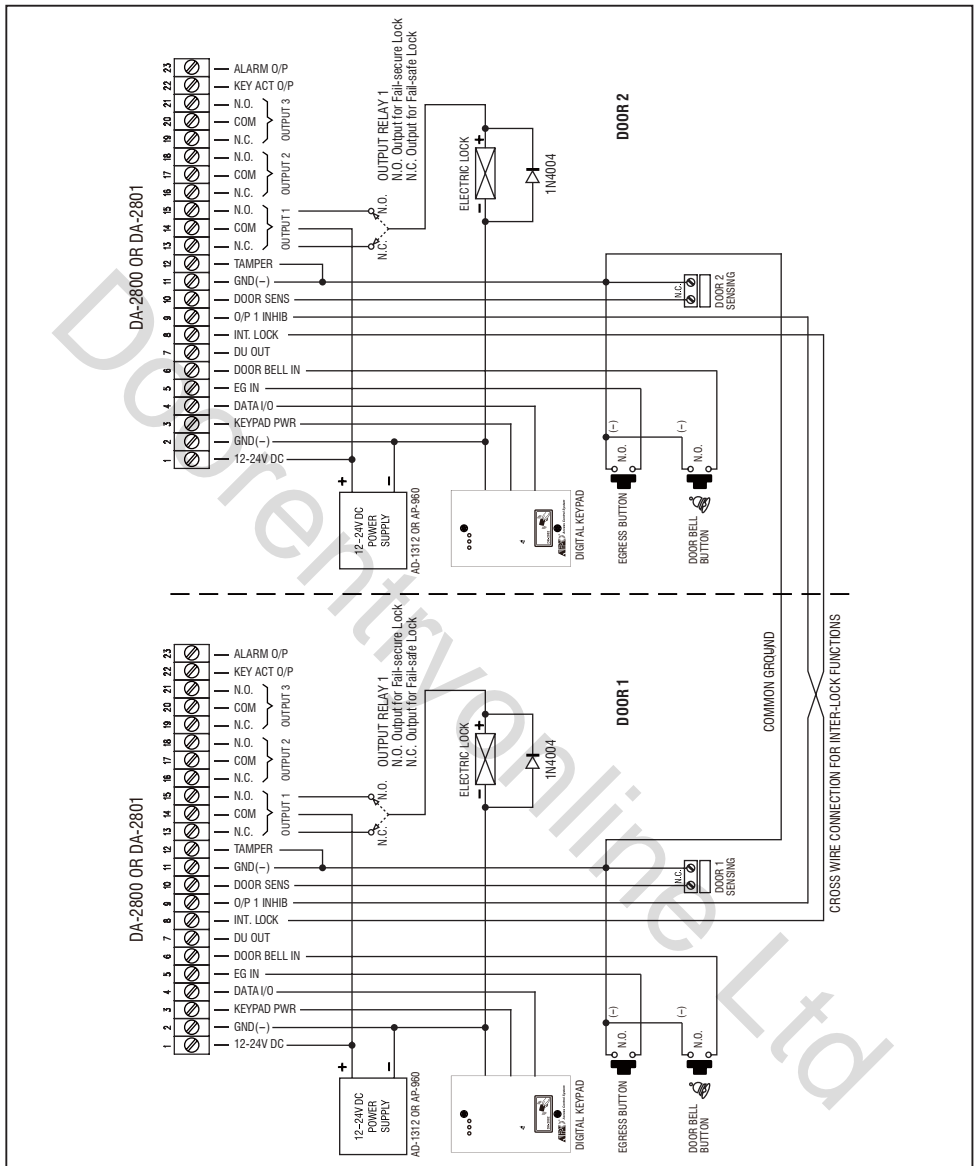 DA-2800 OR DA-2801
23 ALARM O/P
22 KEY ACT O/P
21 N.O.
20 COM
19 N.C.
OUTPUT 3
18 N.O.
17 COM
16 N.C.
OUTPUT 2
15 N.O.
14 COM
13 N.C.
OUTPUT 1
12 TAMPER
11 GND(–)
10 DOOR SENS
9 O/P 1 INHIB
8 INT. LOCK
7 DU OUT
6 DOOR BELL IN
5 EG IN
4 DATA I/O
3 KEYPAD PWR
2 GND(–)
1 12-24V DC
OUTPUT RELAY 1
N.O. Output for Fail-secure Lock
N.C. Output for Fail-safe Lock
N.C.
N.O.
ELECTRIC LOCK
– +
1N4004
DOOR 2
+ –
12–24V DC
POWER
SUPPLY
AD-1312 OR AP-960
DIGITAL KEYPAD
EGRESS BUTTON
N.O.
(–)
DOOR BELL
BUTTON
N.O.
(–)
N.C.
DOOR 2
SENSING
DA-2800 OR DA-2801
23 ALARM O/P
22 KEY ACT O/P
21 N.O.
20 COM
19 N.C.
OUTPUT 3
18 N.O.
17 COM
16 N.C.
OUTPUT 2
15 N.O.
14 COM
13 N.C.
OUTPUT 1
12 TAMPER
11 GND(–)
10 DOOR SENS
9 O/P 1 INHIB
8 INT. LOCK
7 DU OUT
6 DOOR BELL IN
5 EG IN
4 DATA I/O
3 KEYPAD PWR
2 GND(–)
1 12-24V DC
OUTPUT RELAY 1
N.O. Output for Fail-secure Lock
N.C. Output for Fail-safe Lock
N.C.
N.O.
ELECTRIC LOCK
– +
1N4004
DOOR 1
+ –
12–24V DC
POWER
SUPPLY
AD-1312 OR AP-960
DIGITAL KEYPAD
EGRESS BUTTON
N.O.
(–)
DOOR BELL
BUTTON
N.O.
(–)
N.C.
DOOR 1
SENSING
COMMON GROUND
CROSS WIRE CONNECTION FOR INTER-LOCK FUNCTIONS
Doorentryonline Ltd